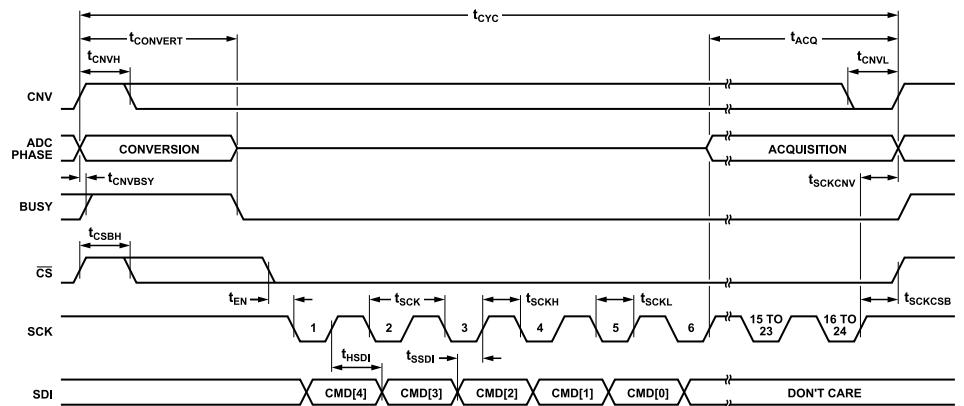 tCYC
tCONVERT
tACQ
tCNVH
tCNVL
CNV
ADC
PHASE
CONVERSION
ACQUISITION
tCNVBSY
tSCKCNV
BUSY
tCSBH
CS
tEN
tSCK
tSCKH
tSCKL
tSCKCSB
SCK
1
2
3
4
5
6
15 TO
23
16 TO
24
tHSDI
tSSDI
SDI
CMD[4]
CMD[3]
CMD[2]
CMD[1]
CMD[0]
DON'T CARE